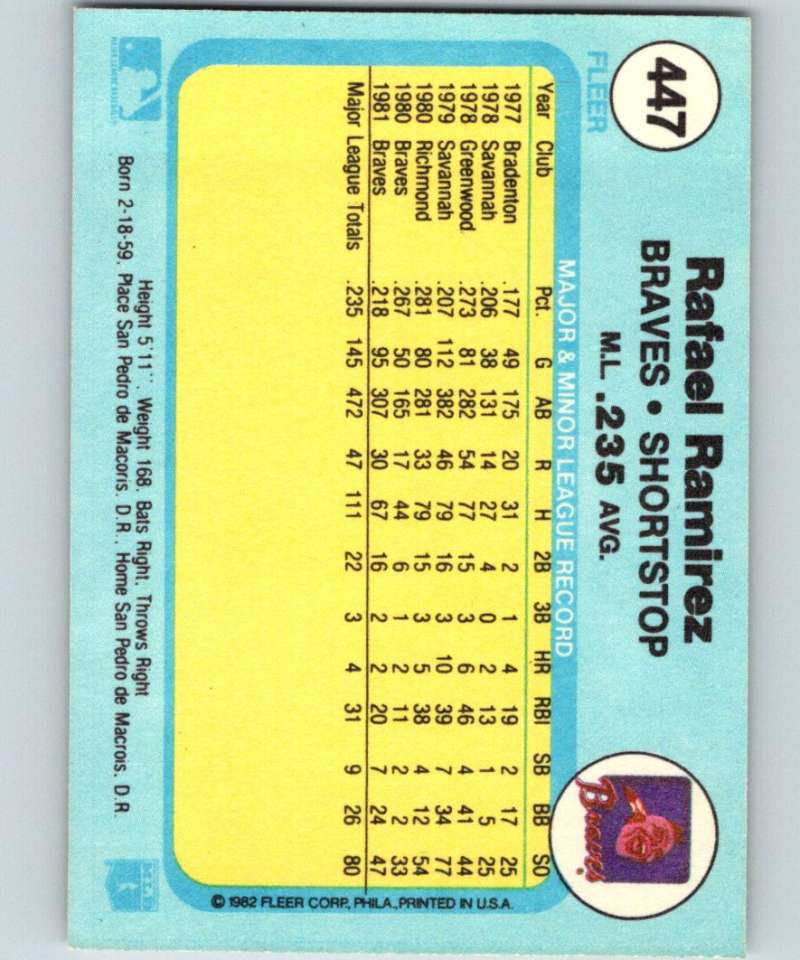 447
FLEER
Rafael Ramirez
BRAVES • SHORTSTOP
M.L. .235 AVG.
Braves
MAJOR & MINOR LEAGUE RECORD
Year Club Pct. G AB R H 2B 3B HR RBI SB BB SO
1977 Bradenton .177 49 175 20 31 2 1 4 19 2 17 25
1978 Savannah .206 38 131 14 27 4 0 2 13 1 5 25
1978 Greenwood .273 81 282 54 77 15 3 6 46 4 41 44
1979 Savannah .207 112 382 46 79 16 3 10 39 7 34 77
1980 Richmond .281 80 281 33 79 15 3 5 38 4 12 54
1980 Braves .267 50 165 17 44 6 1 2 11 2 2 33
1981 Braves .218 95 307 30 67 16 2 2 20 7 24 47
Major League Totals .235 145 472 47 111 22 3 4 31 9 26 80
© 1982 FLEER CORP., PHILA., PRINTED IN U.S.A.
Height 5'11''. Weight 168. Bats Right, Throws Right
Born 2-18-59. Place San Pedro de Macoris. D.R.. Home San Pedro de Macrois. D.R.